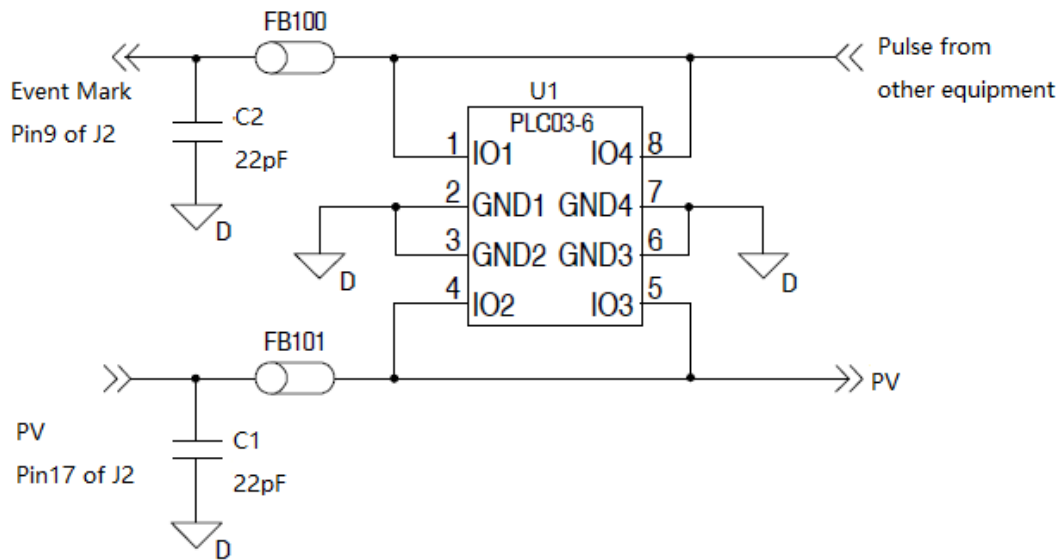 FB100
Event Mark
Pin9 of J2
C2
22pF
D
Pulse from
other equipment
U1
PLC03-6
1 IO1 IO4 8
2 GND1 GND4 7
3 GND2 GND3 6
4 IO2 IO3 5
D
D
FB101
PV
Pin17 of J2
C1
22pF
D
PV